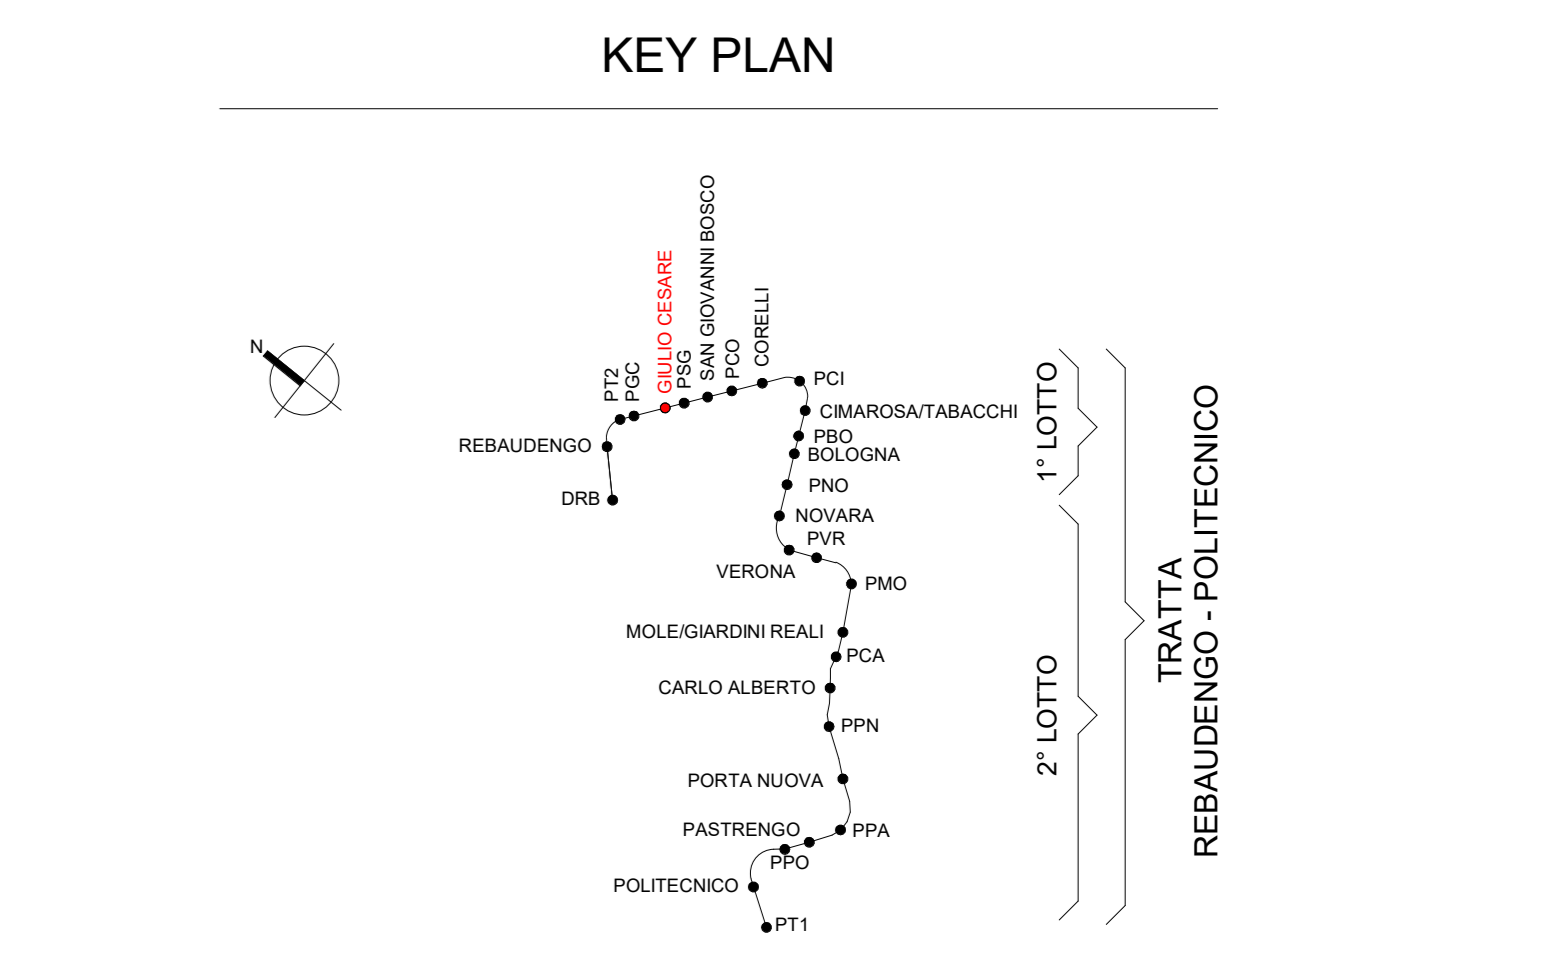 KEY PLAN
N
PT2
PGC
GIULIO CESARE
PSG
SAN GIOVANNI BOSCO
PCO
CORELLI
PCI
CIMAROSA/TABACCHI
PBO
REBAUDENGO
BOLOGNA
DRB
PNO
NOVARA
PVR
VERONA
PMO
MOLE/GIARDINI REALI
PCA
CARLO ALBERTO
PPN
PORTA NUOVA
PASTRENGO
PPA
PPO
POLITECNICO
PT1
1° LOTTO
2° LOTTO
TRATTA
REBAUDENGO - POLITECNICO